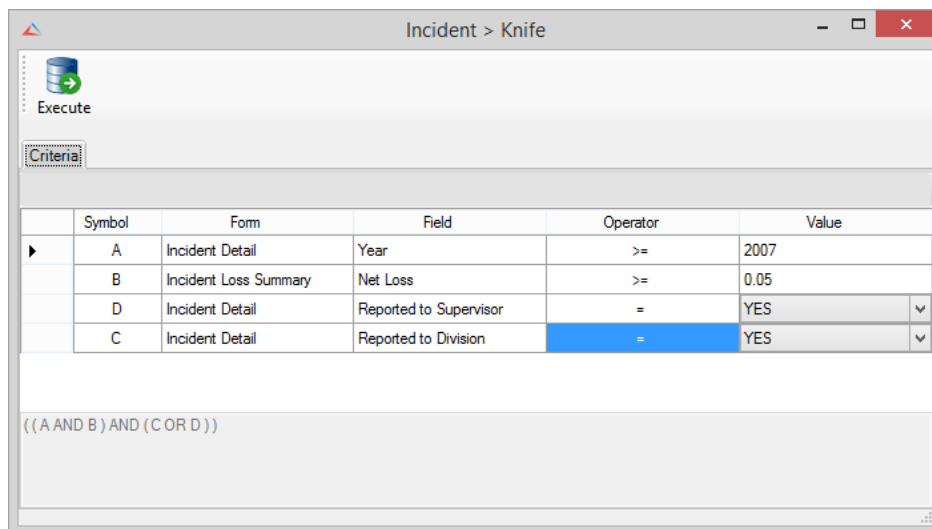 Incident > Knife
Execute
Criteria
Symbol Form Field Operator Value
A Incident Detail Year >= 2007
B Incident Loss Summary Net Loss >= 0.05
D Incident Detail Reported to Supervisor = YES
C Incident Detail Reported to Division = YES
( ( A AND B ) AND ( C OR D ) )